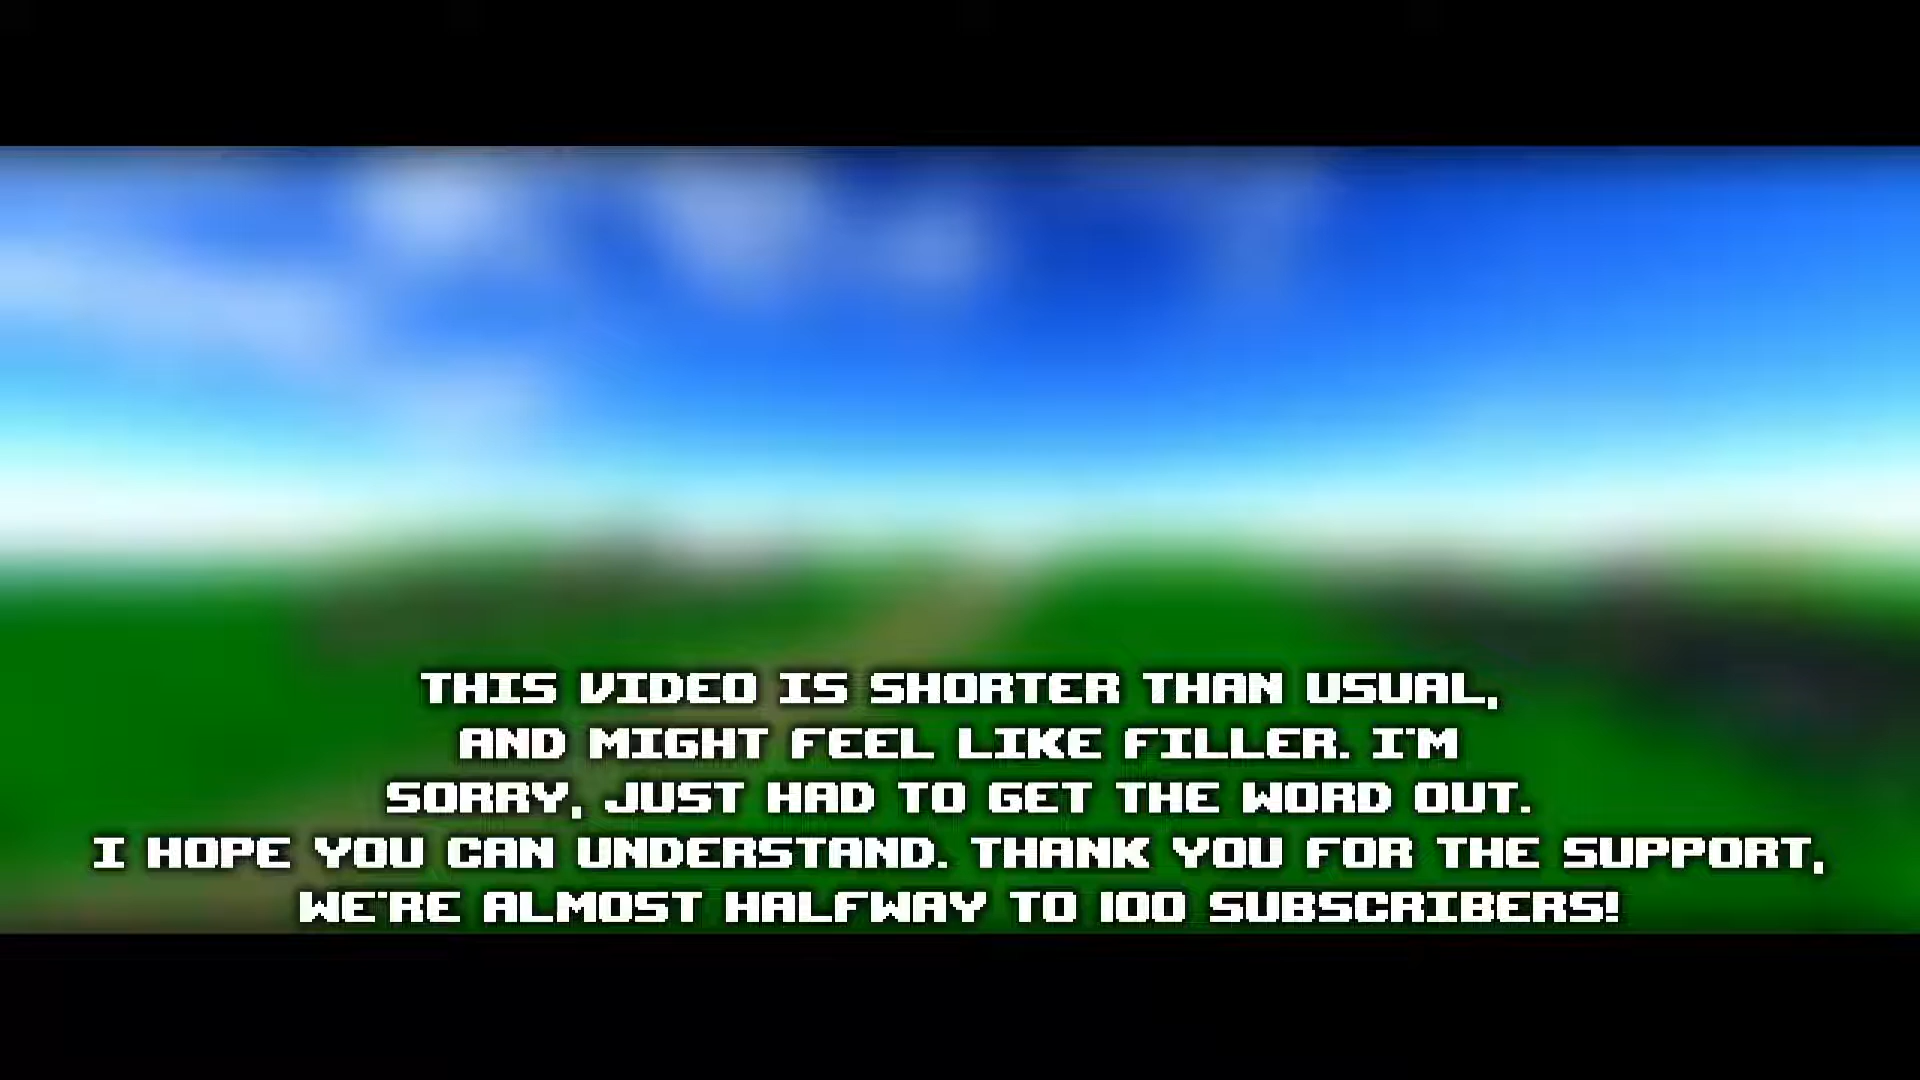 THIS VIDEO IS SHORTER THAN USUAL,
AND MIGHT FEEL LIKE FILLER. I'M
SORRY, JUST HAD TO GET THE WORD OUT.
I HOPE YOU CAN UNDERSTAND. THANK YOU FOR THE SUPPORT,
WE'RE ALMOST HALFWAY TO 100 SUBSCRIBERS!